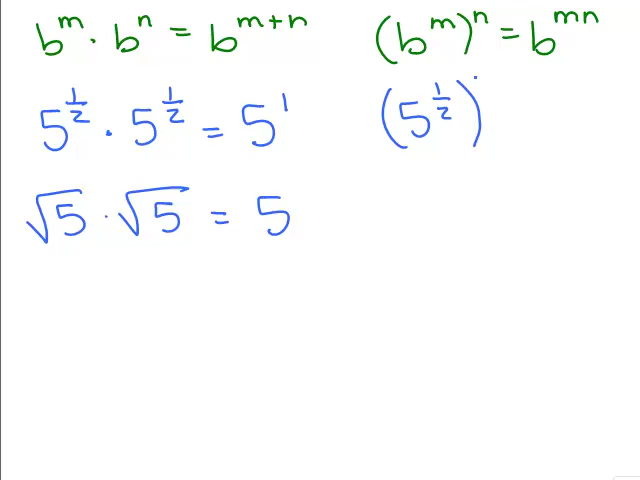 b^m · b^n = b^{m+n}
(b^m)^n = b^{mn}
5^{1/2} · 5^{1/2} = 5^1
(5^{1/2})
√5 · √5 = 5